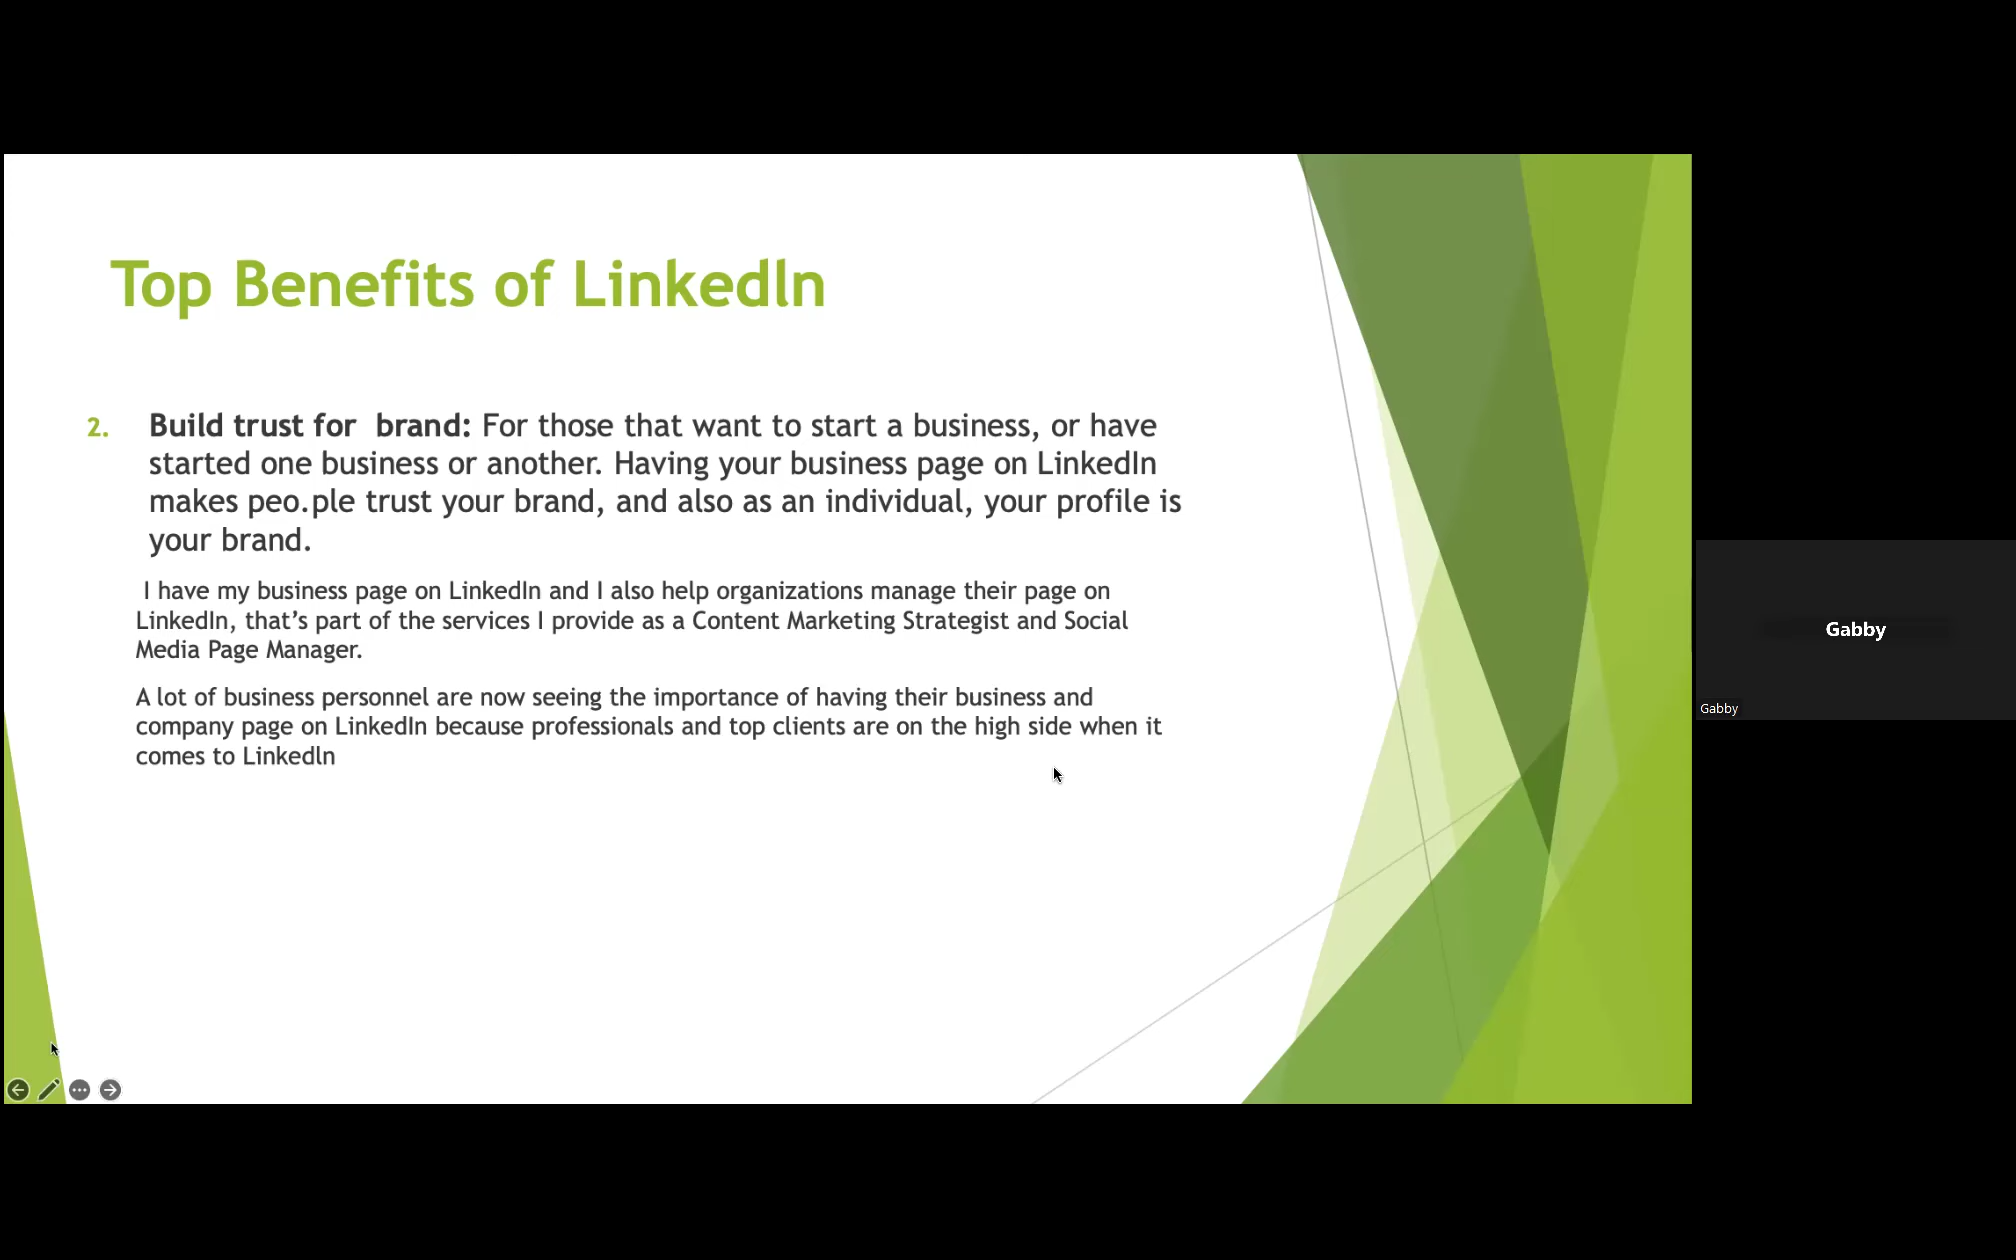 Top Benefits of Linkedln
2. Build trust for  brand: For those that want to start a business, or have
started one business or another. Having your business page on LinkedIn
makes peo.ple trust your brand, and also as an individual, your profile is
your brand.
I have my business page on LinkedIn and I also help organizations manage their page on
LinkedIn, that’s part of the services I provide as a Content Marketing Strategist and Social
Media Page Manager.
A lot of business personnel are now seeing the importance of having their business and
company page on LinkedIn because professionals and top clients are on the high side when it
comes to Linkedln
Gabby
Gabby